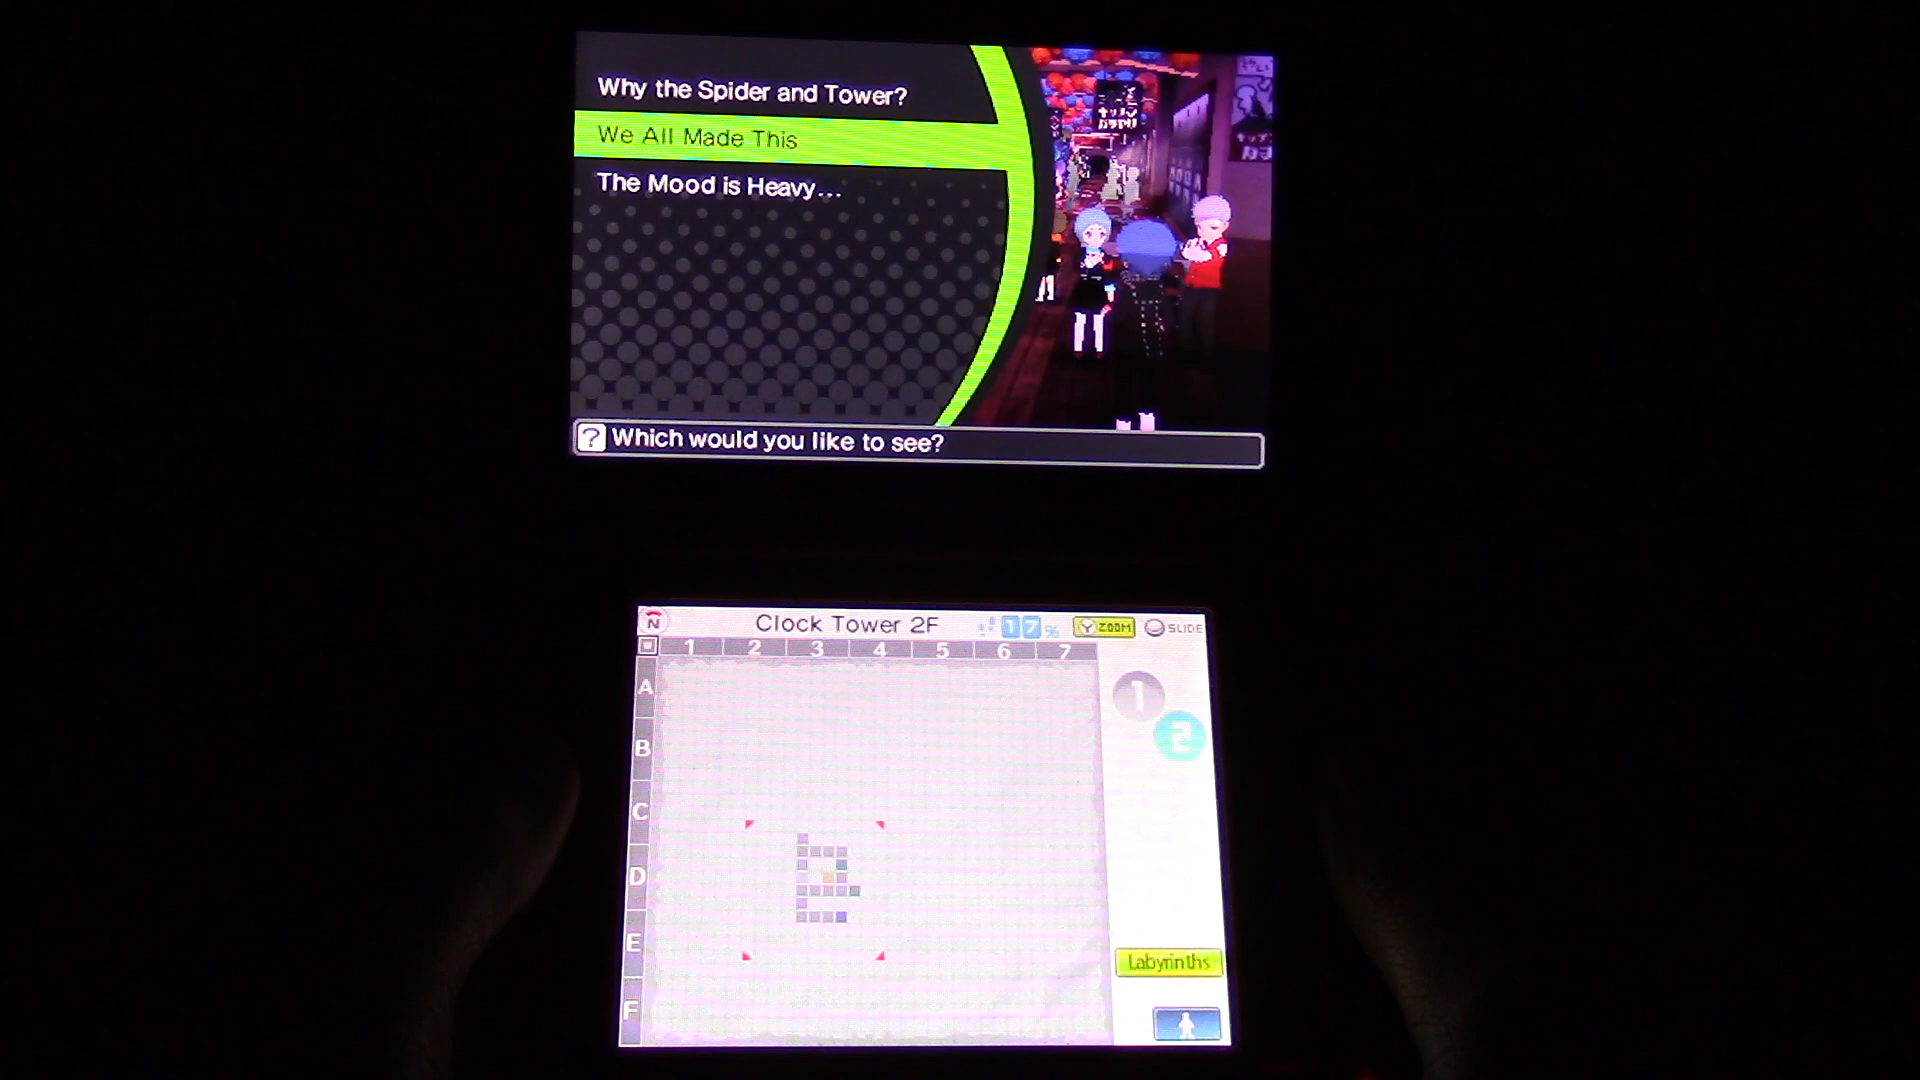 Why the Spider and Tower?
We All Made This
The Mood is Heavy...
? Which would you like to see?
N Clock Tower 2F 17% Y ZOOM SLIDE
1 2 3 4 5 6 7
A
B
C
D
E
F
1
2
Labyrinths